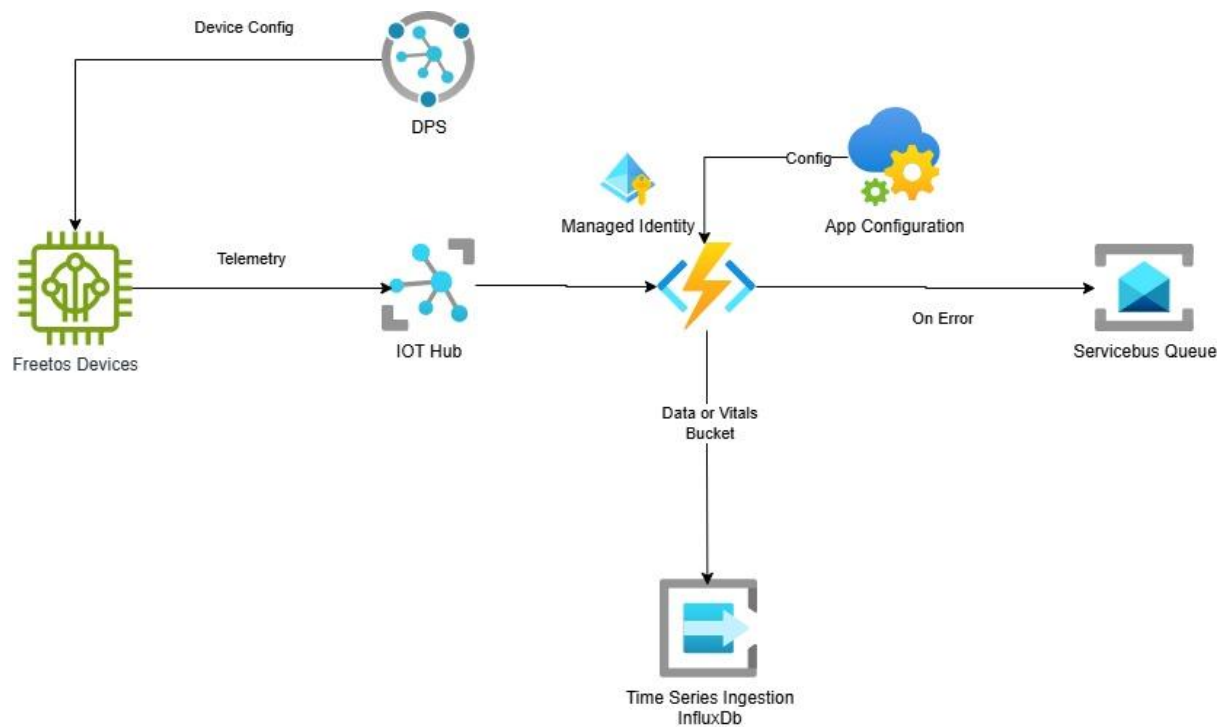 Device Config
DPS
Config
Managed Identity
App Configuration
Telemetry
Freetos Devices
IOT Hub
On Error
Servicebus Queue
Data or Vitals
Bucket
Time Series Ingestion
InfluxDb